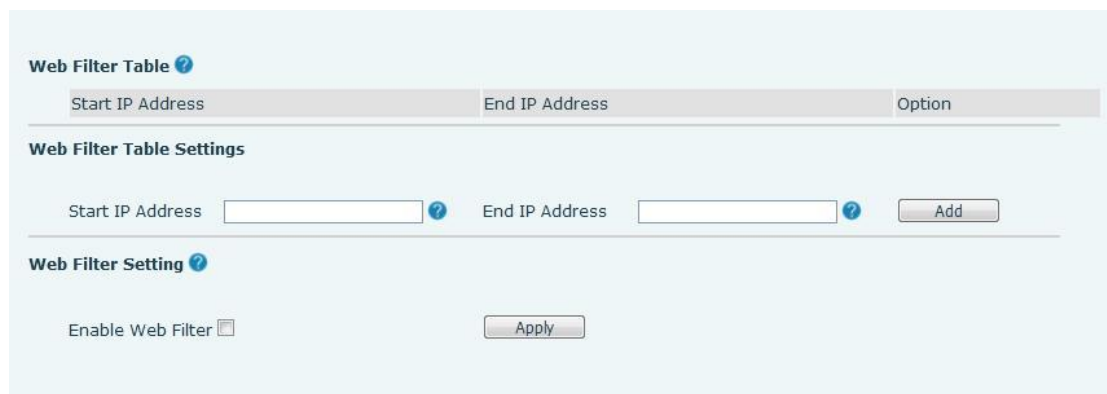 Web Filter Table
Start IP Address End IP Address Option
Web Filter Table Settings
Start IP Address End IP Address Add
Web Filter Setting
Enable Web Filter Apply